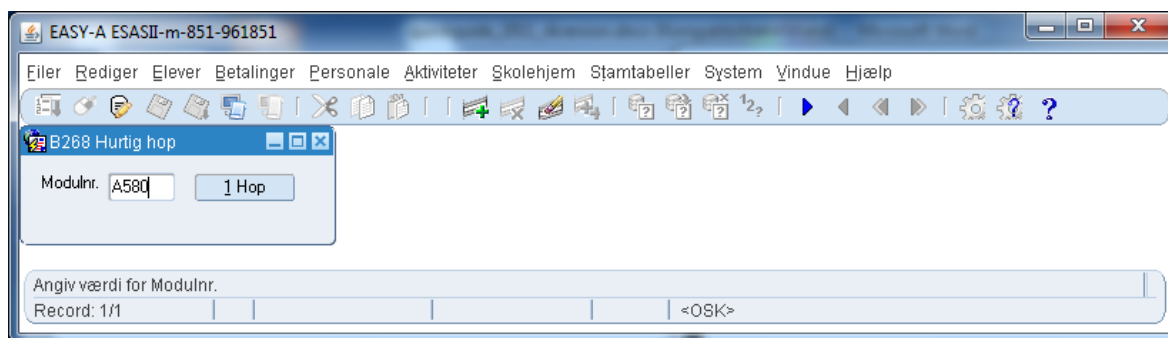 EASY-A ESASII-m-851-961851
Filer Rediger Elever Betalinger Personale Aktiviteter Skolehjem Stamtabeller System Vindue Hjælp
B268 Hurtig hop
Modulnr. A580 1 Hop
Angiv værdi for Modulnr.
Record: 1/1 <OSK>